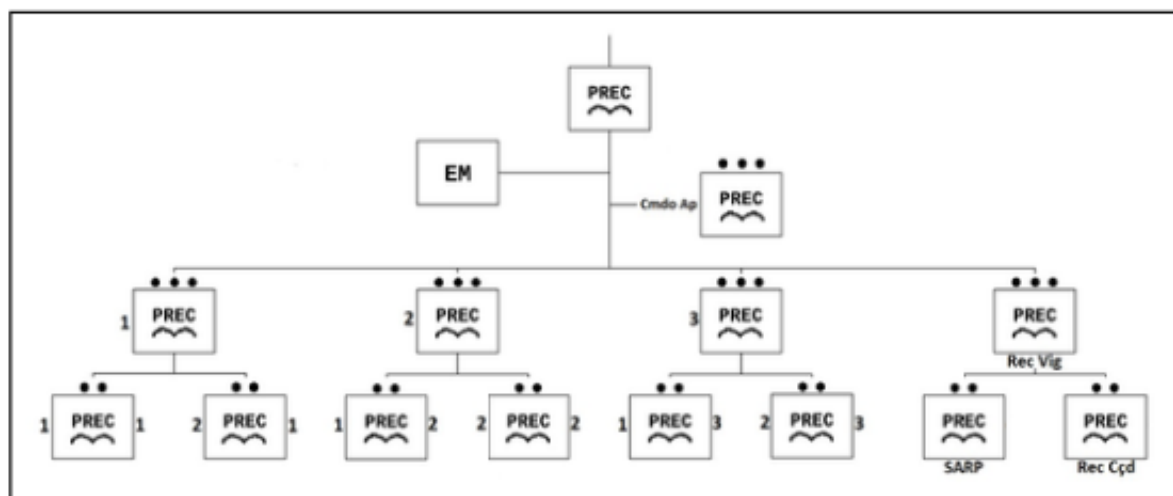 PREC
EM
Cmdo Ap PREC
1 PREC 2 PREC 3 PREC PREC
Rec Vig
1 PREC 1 2 PREC 1 1 PREC 2 2 PREC 2 1 PREC 3 2 PREC 3 PREC PREC
SARP Rec Cçd